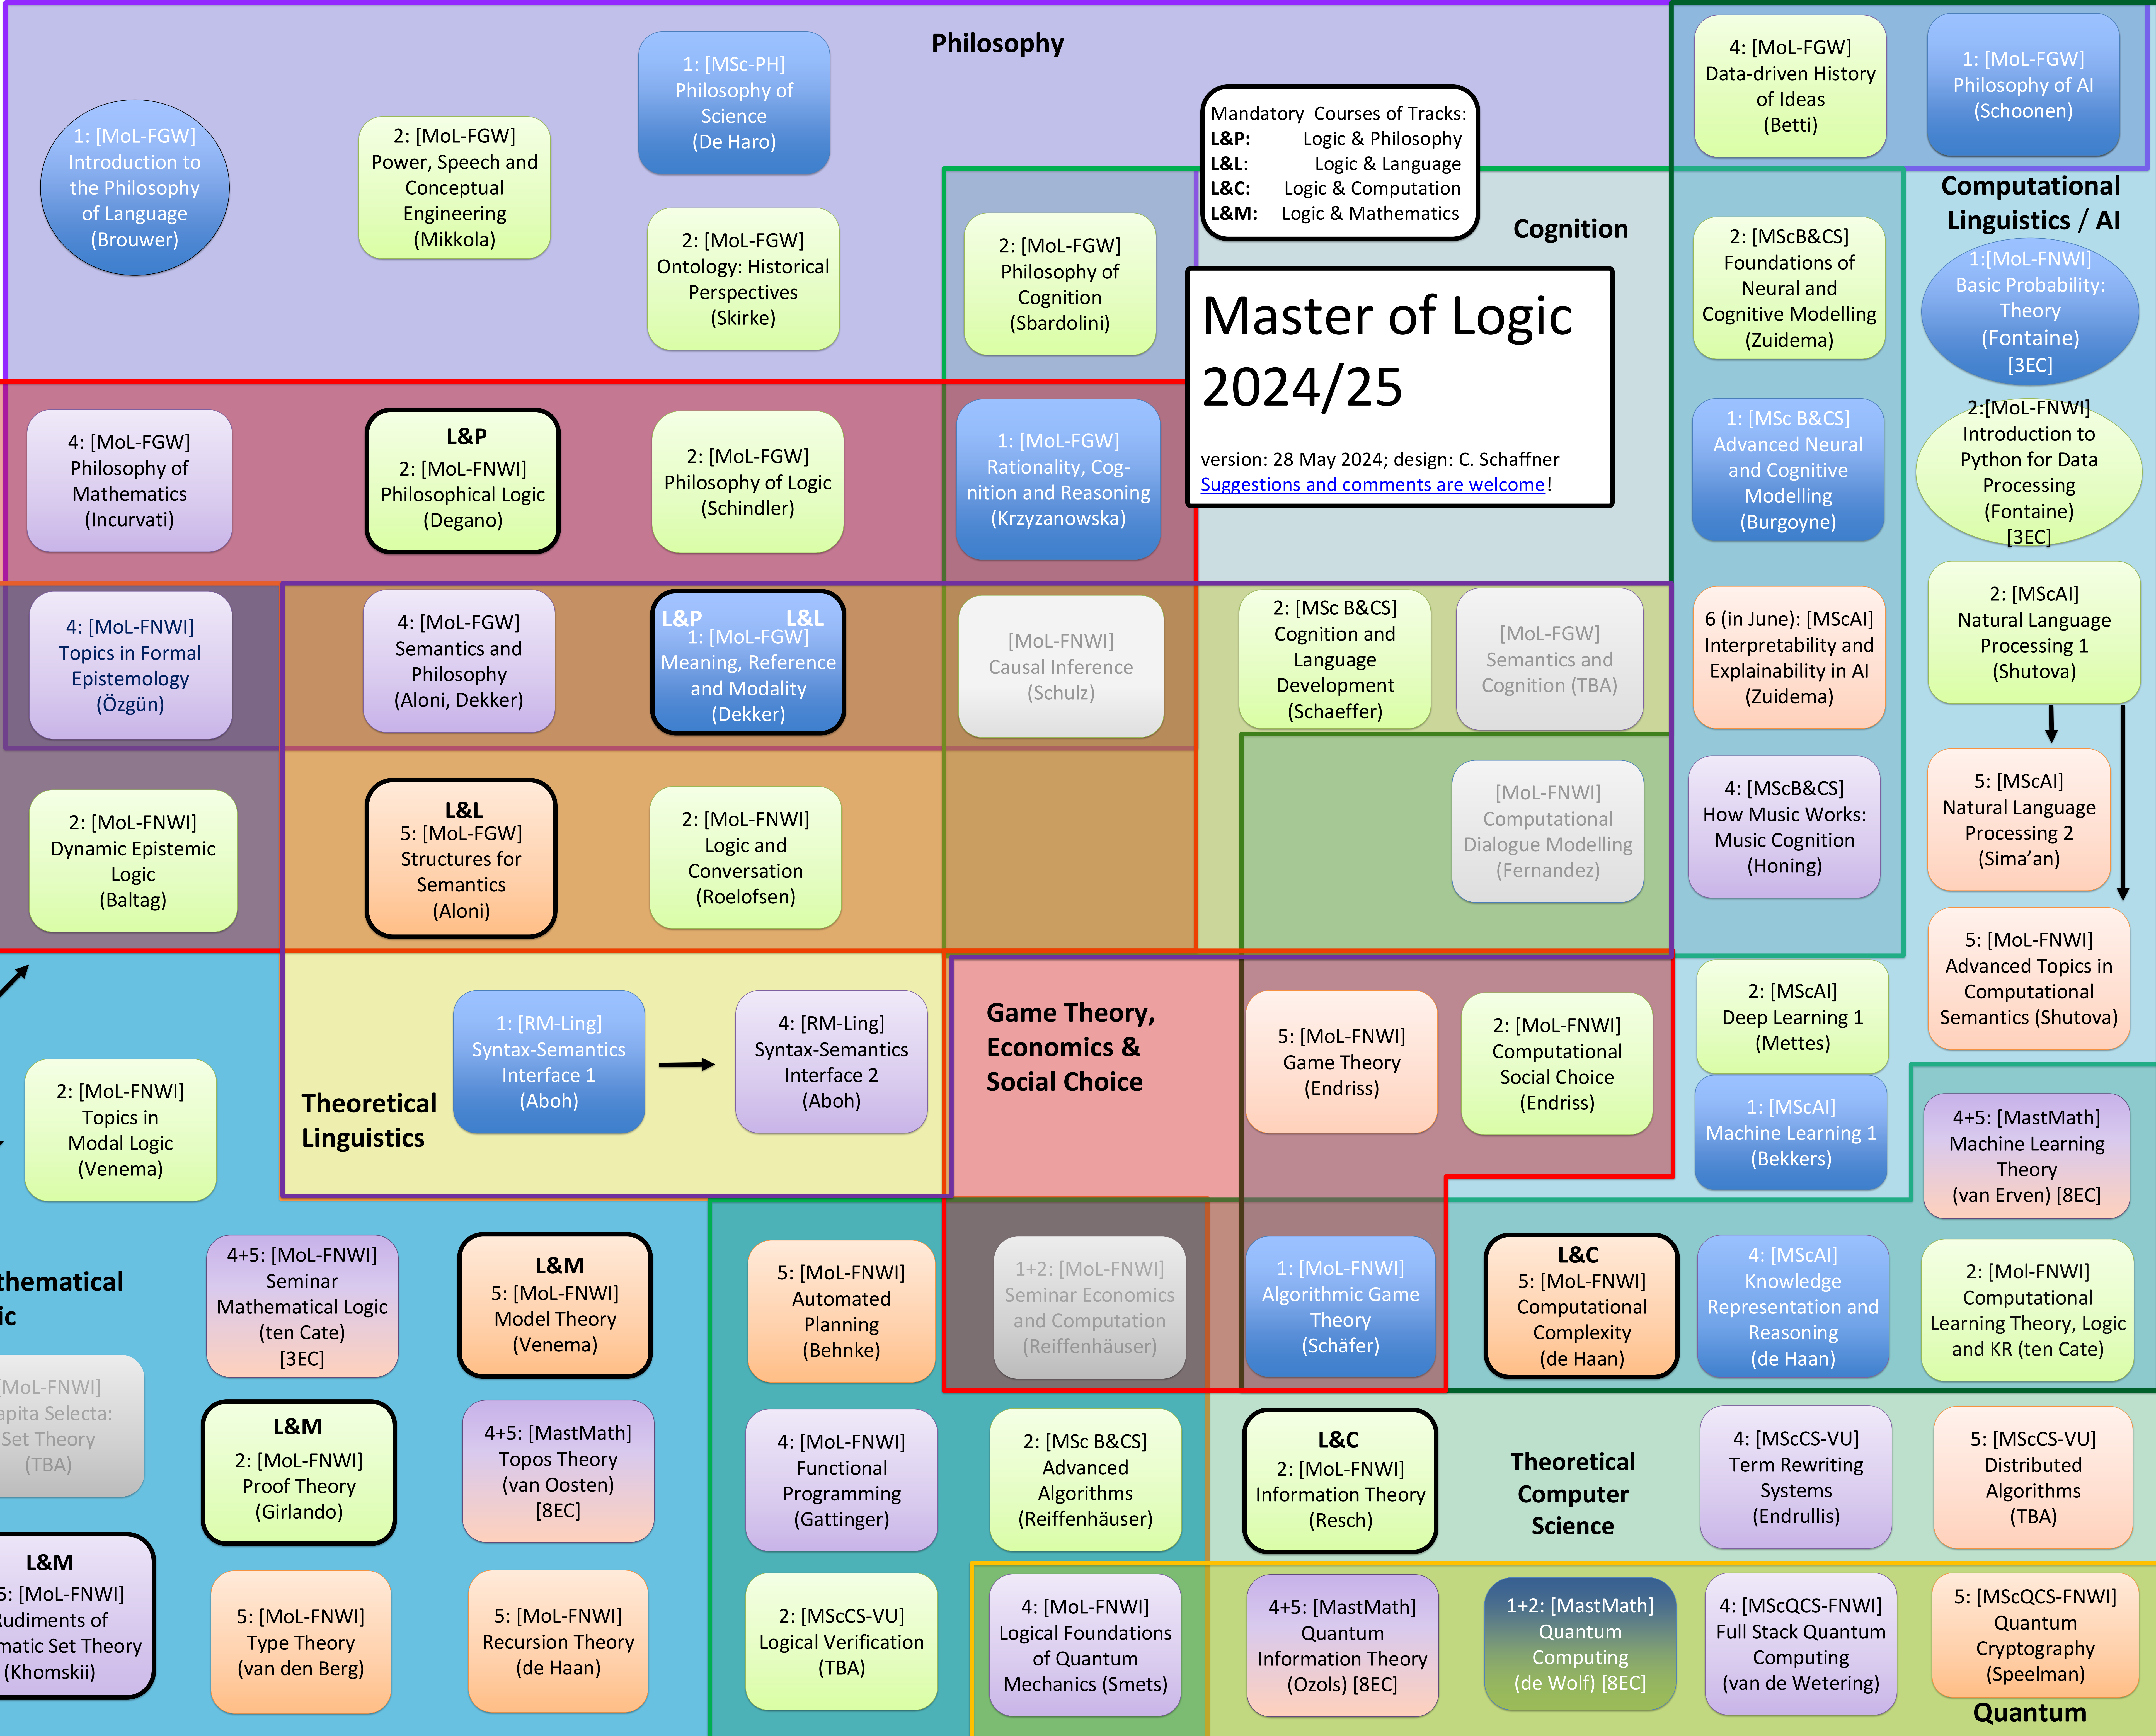 Philosophy
1: [MoL-FGW]
Introduction to
the Philosophy
of Language
(Brouwer)
2: [MoL-FGW]
Power, Speech and
Conceptual
Engineering
(Mikkola)
1: [MSc-PH]
Philosophy of
Science
(De Haro)
2: [MoL-FGW]
Ontology: Historical
Perspectives
(Skirke)
2: [MoL-FGW]
Philosophy of
Cognition
(Sbardolini)
Mandatory Courses of Tracks:
L&P: Logic & Philosophy
L&L: Logic & Language
L&C: Logic & Computation
L&M: Logic & Mathematics
Cognition
4: [MoL-FGW]
Data-driven History
of Ideas
(Betti)
1: [MoL-FGW]
Philosophy of AI
(Schoonen)
Computational
Linguistics / AI
Master of Logic
2024/25
version: 28 May 2024; design: C. Schaffner
Suggestions and comments are welcome!
2: [MScB&CS]
Foundations of
Neural and
Cognitive Modelling
(Zuidema)
1:[MoL-FNWI]
Basic Probability:
Theory
(Fontaine)
[3EC]
4: [MoL-FGW]
Philosophy of
Mathematics
(Incurvati)
L&P
2: [MoL-FNWI]
Philosophical Logic
(Degano)
2: [MoL-FGW]
Philosophy of Logic
(Schindler)
1: [MoL-FGW]
Rationality, Cog-
nition and Reasoning
(Krzyzanowska)
1: [MSc B&CS]
Advanced Neural
and Cognitive
Modelling
(Burgoyne)
2:[MoL-FNWI]
Introduction to
Python for Data
Processing
(Fontaine)
[3EC]
4: [MoL-FNWI]
Topics in Formal
Epistemology
(Özgün)
4: [MoL-FGW]
Semantics and
Philosophy
(Aloni, Dekker)
L&P L&L
1: [MoL-FGW]
Meaning, Reference
and Modality
(Dekker)
[MoL-FNWI]
Causal Inference
(Schulz)
2: [MSc B&CS]
Cognition and
Language
Development
(Schaeffer)
[MoL-FGW]
Semantics and
Cognition (TBA)
6 (in June): [MScAI]
Interpretability and
Explainability in AI
(Zuidema)
2: [MScAI]
Natural Language
Processing 1
(Shutova)
2: [MoL-FNWI]
Dynamic Epistemic
Logic
(Baltag)
L&L
5: [MoL-FGW]
Structures for
Semantics
(Aloni)
2: [MoL-FNWI]
Logic and
Conversation
(Roelofsen)
[MoL-FNWI]
Computational
Dialogue Modelling
(Fernandez)
4: [MScB&CS]
How Music Works:
Music Cognition
(Honing)
5: [MScAI]
Natural Language
Processing 2
(Sima’an)
5: [MoL-FNWI]
Advanced Topics in
Computational
Semantics (Shutova)
2: [MoL-FNWI]
Topics in
Modal Logic
(Venema)
Theoretical
Linguistics
1: [RM-Ling]
Syntax-Semantics
Interface 1
(Aboh)
4: [RM-Ling]
Syntax-Semantics
Interface 2
(Aboh)
Game Theory,
Economics &
Social Choice
5: [MoL-FNWI]
Game Theory
(Endriss)
2: [MoL-FNWI]
Computational
Social Choice
(Endriss)
2: [MScAI]
Deep Learning 1
(Mettes)
1: [MScAI]
Machine Learning 1
(Bekkers)
4+5: [MastMath]
Machine Learning
Theory
(van Erven) [8EC]
thematical
ic
4+5: [MoL-FNWI]
Seminar
Mathematical Logic
(ten Cate)
[3EC]
L&M
5: [MoL-FNWI]
Model Theory
(Venema)
5: [MoL-FNWI]
Automated
Planning
(Behnke)
1+2: [MoL-FNWI]
Seminar Economics
and Computation
(Reiffenhäuser)
1: [MoL-FNWI]
Algorithmic Game
Theory
(Schäfer)
L&C
5: [MoL-FNWI]
Computational
Complexity
(de Haan)
4: [MScAI]
Knowledge
Representation and
Reasoning
(de Haan)
2: [Mol-FNWI]
Computational
Learning Theory, Logic
and KR (ten Cate)
MoL-FNWI]
apita Selecta:
Set Theory
(TBA)
L&M
2: [MoL-FNWI]
Proof Theory
(Girlando)
4+5: [MastMath]
Topos Theory
(van Oosten)
[8EC]
4: [MoL-FNWI]
Functional
Programming
(Gattinger)
2: [MSc B&CS]
Advanced
Algorithms
(Reiffenhäuser)
L&C
2: [MoL-FNWI]
Information Theory
(Resch)
Theoretical
Computer
Science
4: [MScCS-VU]
Term Rewriting
Systems
(Endrullis)
5: [MScCS-VU]
Distributed
Algorithms
(TBA)
L&M
5: [MoL-FNWI]
Rudiments of
matic Set Theory
(Khomskii)
5: [MoL-FNWI]
Type Theory
(van den Berg)
5: [MoL-FNWI]
Recursion Theory
(de Haan)
2: [MScCS-VU]
Logical Verification
(TBA)
4: [MoL-FNWI]
Logical Foundations
of Quantum
Mechanics (Smets)
4+5: [MastMath]
Quantum
Information Theory
(Ozols) [8EC]
1+2: [MastMath]
Quantum
Computing
(de Wolf) [8EC]
4: [MScQCS-FNWI]
Full Stack Quantum
Computing
(van de Wetering)
5: [MScQCS-FNWI]
Quantum
Cryptography
(Speelman)
Quantum